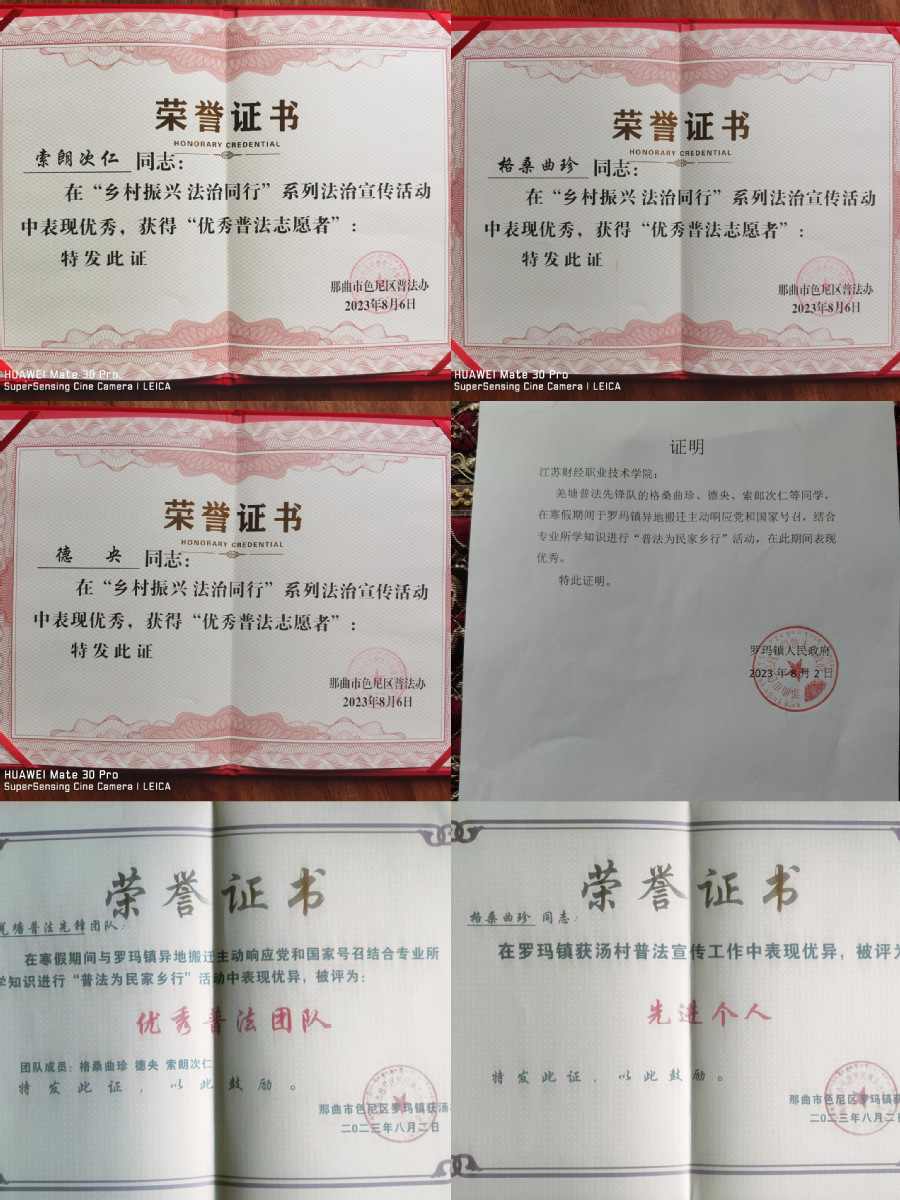 荣誉证书
HONORARY CREDENTIAL
索朗次仁 同志：
在“乡村振兴 法治同行”系列法治宣传活动
中表现优秀，获得“优秀普法志愿者”：
特发此证
那曲市色尼区普法办
2023年8月6日
HUAWEI Mate 30 Pro
SuperSensing Cine Camera | LEICA
荣誉证书
HONORARY CREDENTIAL
格桑曲珍 同志：
在“乡村振兴 法治同行”系列法治宣传活动
中表现优秀，获得“优秀普法志愿者”：
特发此证
那曲市色尼区普法办
2023年8月6日
HUAWEI Mate 30 Pro
SuperSensing Cine Camera | LEICA
荣誉证书
HONORARY CREDENTIAL
德 央 同志：
在“乡村振兴 法治同行”系列法治宣传活动
中表现优秀，获得“优秀普法志愿者”：
特发此证
那曲市色尼区普法办
2023年8月6日
HUAWEI Mate 30 Pro
SuperSensing Cine Camera | LEICA
证明
江苏财经职业技术学院：
羌塘普法先锋队的格桑曲珍、德央、索郎次仁等同学，
在寒假期间于罗玛镇异地搬迁主动响应党和国家号召，结合
专业所学知识进行“普法为民家乡行”活动，在此期间表现
优秀。
特此证明。
罗玛镇人民政府
2023 年 8 月 2 日
荣誉证书
羌塘普法先锋团队：
在寒假期间与罗玛镇异地搬迁主动响应党和国家号召结合专业所
学知识进行“普法为民家乡行”活动中表现优异，被评为：
优秀普法团队
团队成员：格桑曲珍 德央 索朗次仁
特发此证，以此鼓励。
那曲市色尼区罗玛镇获汤
二〇二三年八月二日
荣誉证书
格桑曲珍 同志：
在罗玛镇获汤村普法宣传工作中表现优异，被评为
先进个人
特发此证，以此鼓励。
那曲市色尼区罗玛镇
二〇二三年八月二日